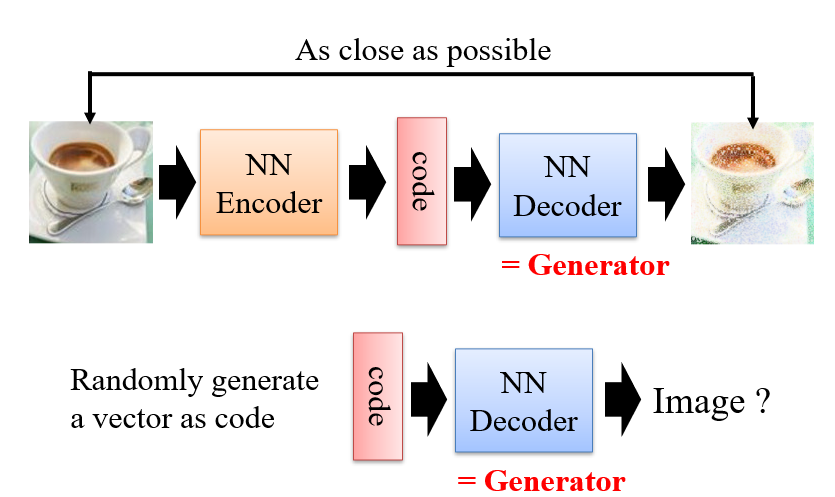 As close as possible
NN
Encoder
code
NN
Decoder
= Generator
Randomly generate
a vector as code
code
NN
Decoder
Image ?
= Generator